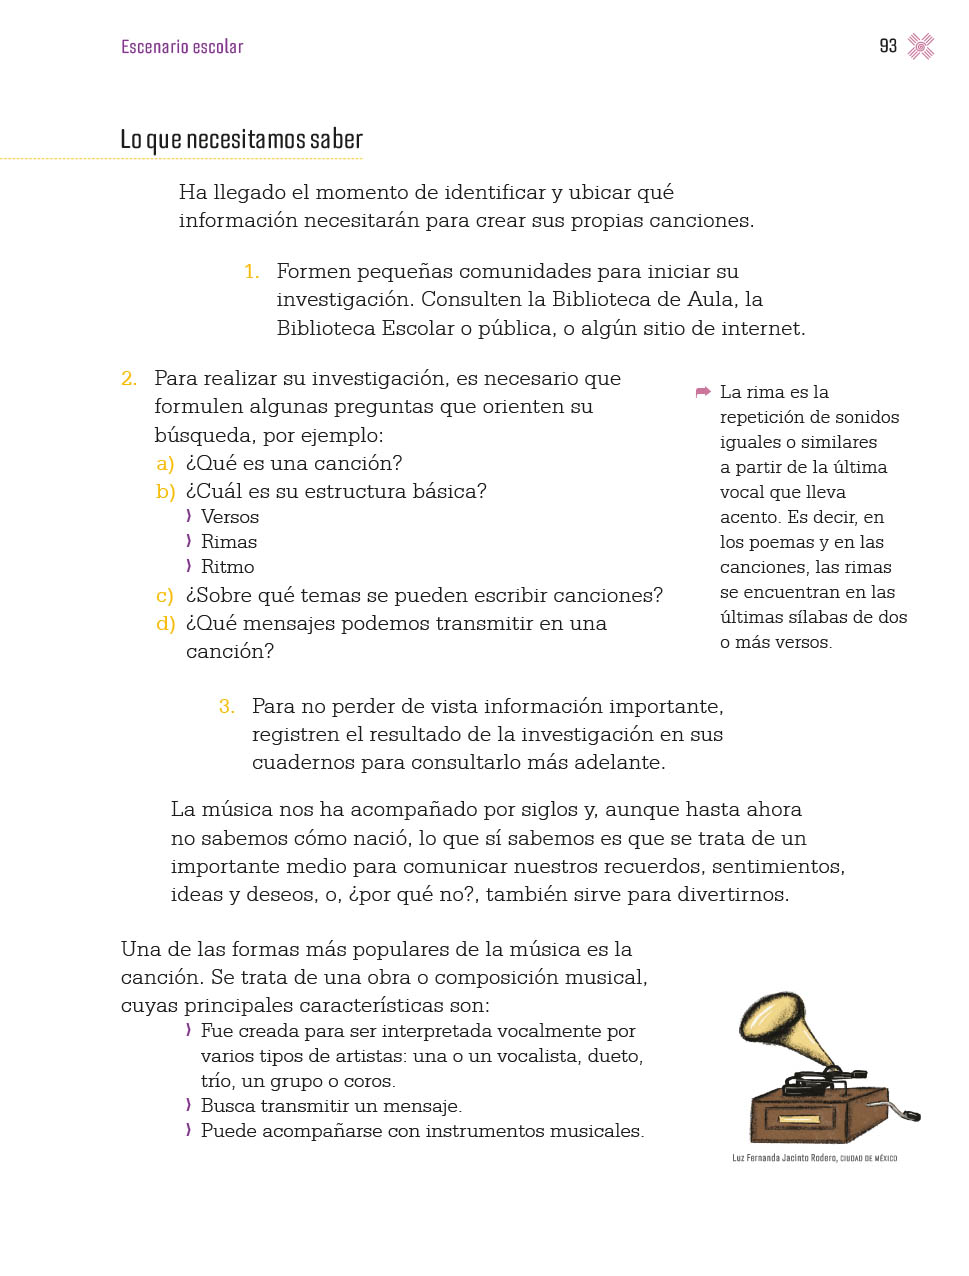 Escenario escolar
93
Lo que necesitamos saber
Ha llegado el momento de identificar y ubicar qué
información necesitarán para crear sus propias canciones.
1. Formen pequeñas comunidades para iniciar su
investigación. Consulten la Biblioteca de Aula, la
Biblioteca Escolar o pública, o algún sitio de internet.
2. Para realizar su investigación, es necesario que
formulen algunas preguntas que orienten su
búsqueda, por ejemplo:
a) ¿Qué es una canción?
b) ¿Cuál es su estructura básica?
Versos
Rimas
Ritmo
c) ¿Sobre qué temas se pueden escribir canciones?
d) ¿Qué mensajes podemos transmitir en una
canción?
La rima es la
repetición de sonidos
iguales o similares
a partir de la última
vocal que lleva
acento. Es decir, en
los poemas y en las
canciones, las rimas
se encuentran en las
últimas sílabas de dos
o más versos.
3. Para no perder de vista información importante,
registren el resultado de la investigación en sus
cuadernos para consultarlo más adelante.
La música nos ha acompañado por siglos y, aunque hasta ahora
no sabemos cómo nació, lo que sí sabemos es que se trata de un
importante medio para comunicar nuestros recuerdos, sentimientos,
ideas y deseos, o, ¿por qué no?, también sirve para divertirnos.
Una de las formas más populares de la música es la
canción. Se trata de una obra o composición musical,
cuyas principales características son:
Fue creada para ser interpretada vocalmente por
varios tipos de artistas: una o un vocalista, dueto,
trío, un grupo o coros.
Busca transmitir un mensaje.
Puede acompañarse con instrumentos musicales.
Luz Fernanda Jacinto Rodero, CIUDAD DE MÉXICO